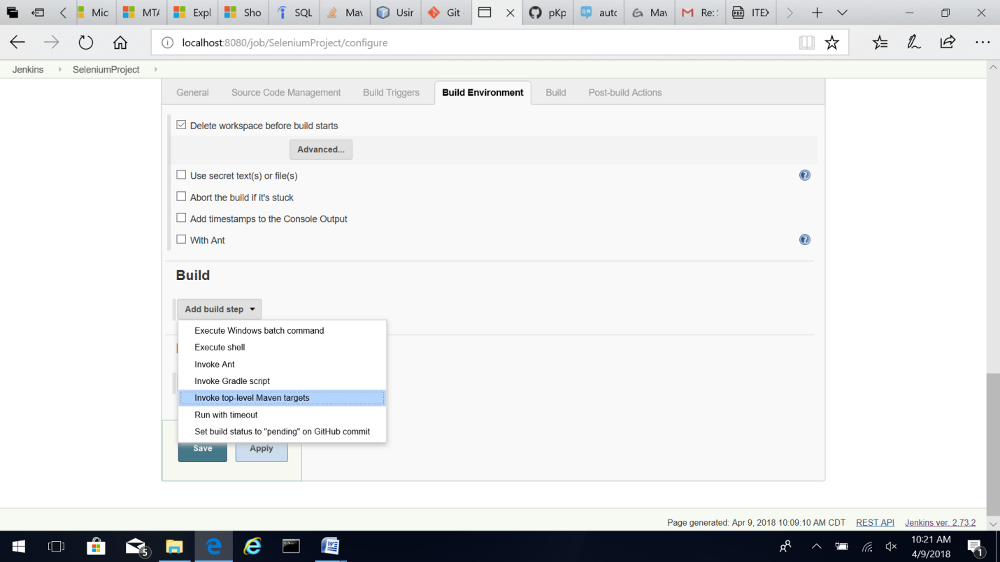 Mic
MTA
Expl
Sho
SQL
Mav
Usin
Git
pKp
auto
Mav
Re:
ITEX
localhost:8080/job/SeleniumProject/configure
Jenkins SeleniumProject
General Source Code Management Build Triggers Build Environment Build Post-build Actions
Delete workspace before build starts
Advanced...
Use secret text(s) or file(s)
Abort the build if it's stuck
Add timestamps to the Console Output
With Ant
Build
Add build step
Execute Windows batch command
Execute shell
Invoke Ant
Invoke Gradle script
Invoke top-level Maven targets
Run with timeout
Set build status to "pending" on GitHub commit
Save Apply
Page generated: Apr 9, 2018 10:09:10 AM CDT REST API Jenkins ver. 2.73.2
5
10:21 AM
4/9/2018
1